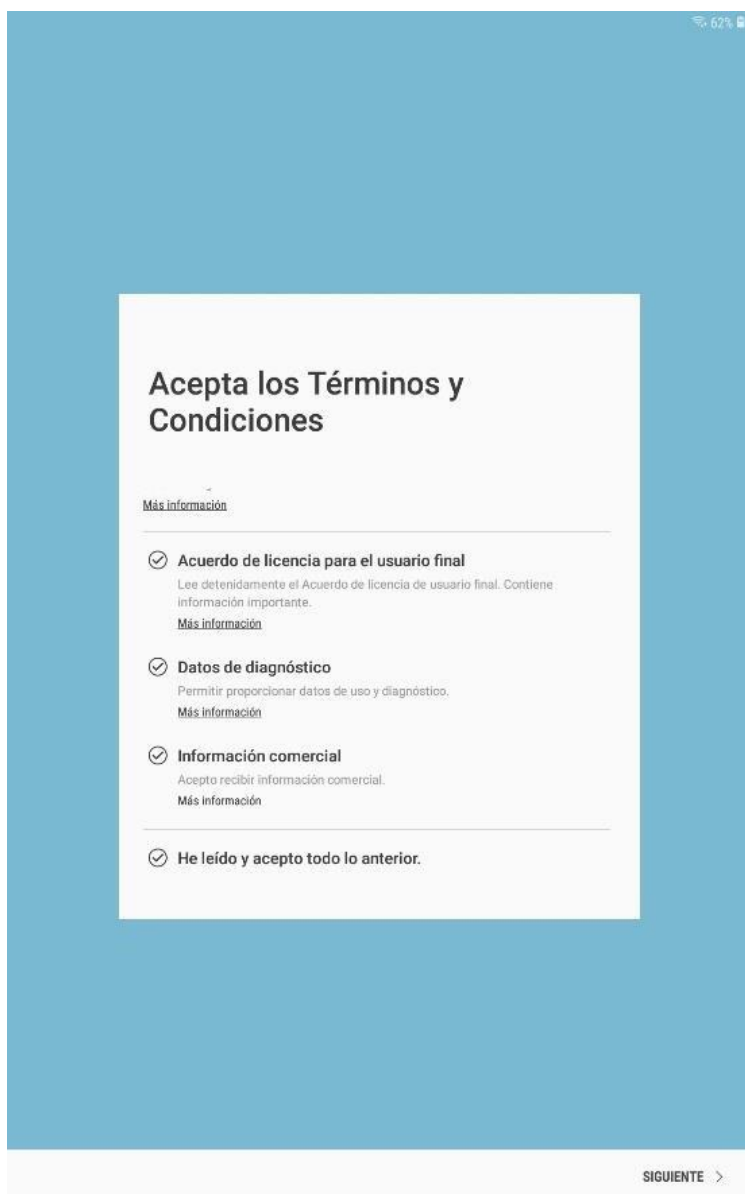 62%
Acepta los Términos y
Condiciones
Más información
Acuerdo de licencia para el usuario final
Lee detenidamente el Acuerdo de licencia de usuario final. Contiene
información importante.
Más información
Datos de diagnóstico
Permitir proporcionar datos de uso y diagnóstico.
Más información
Información comercial
Acepto recibir información comercial.
Más información
He leído y acepto todo lo anterior.
SIGUIENTE >